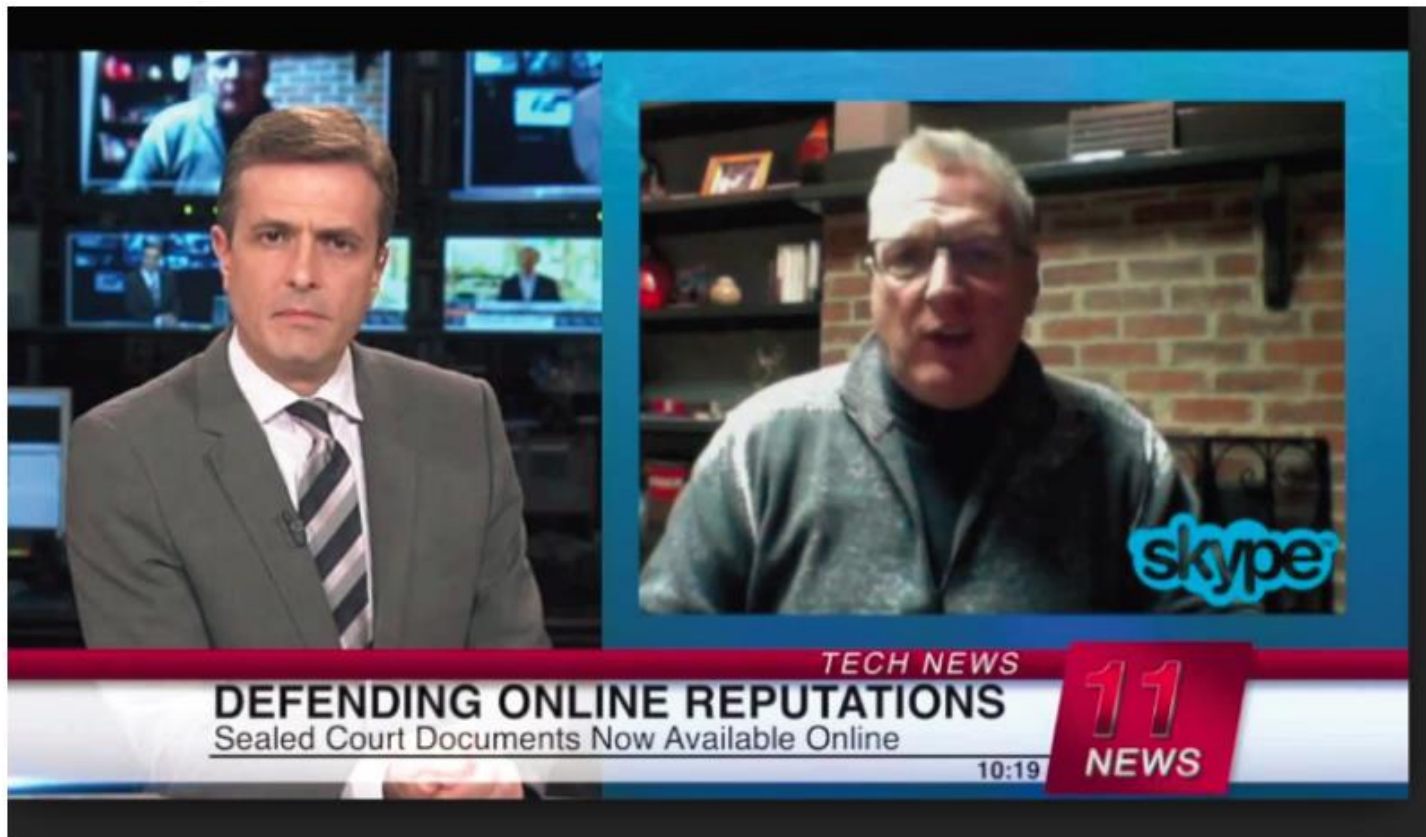 skype
TECH NEWS
DEFENDING ONLINE REPUTATIONS
Sealed Court Documents Now Available Online
10:19
11
NEWS